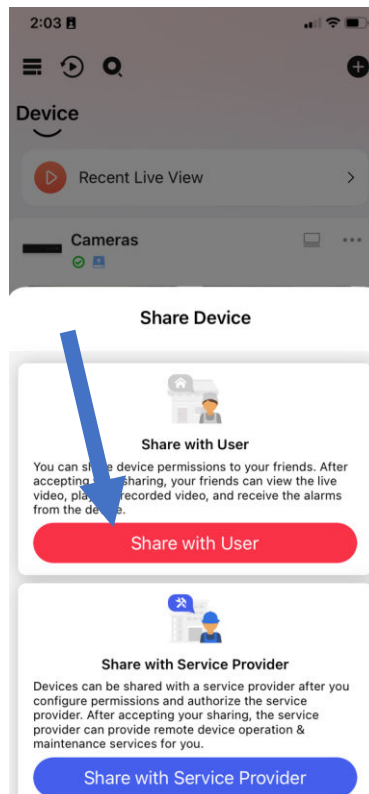 2:03
Device
Recent Live View
Cameras
Share Device
Share with User
You can device permissions to your friends. After
accepting sharing, your friends can view the live
video, recorded video, and receive the alarms
from the
Share with User
Share with Service Provider
Devices can be shared with a service provider after you
configure permissions and authorize the service
provider. After accepting your sharing, the service
provider can provide remote device operation &
maintenance services for you.
Share with Service Provider